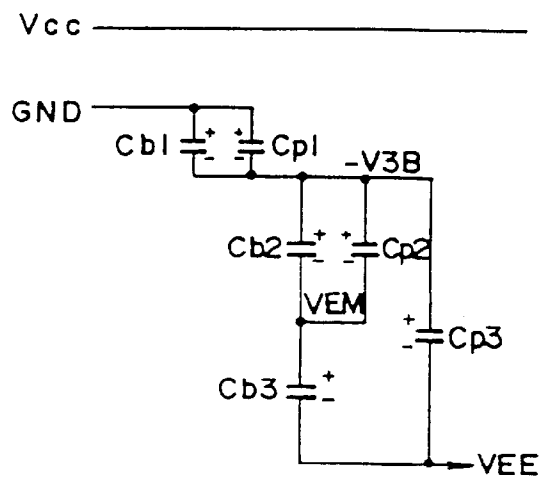 Vcc
GND
Cb1 + - + - Cp1
-V3B
Cb2 + - + - Cp2
VEM
+ - Cp3
Cb3 + -
VEE